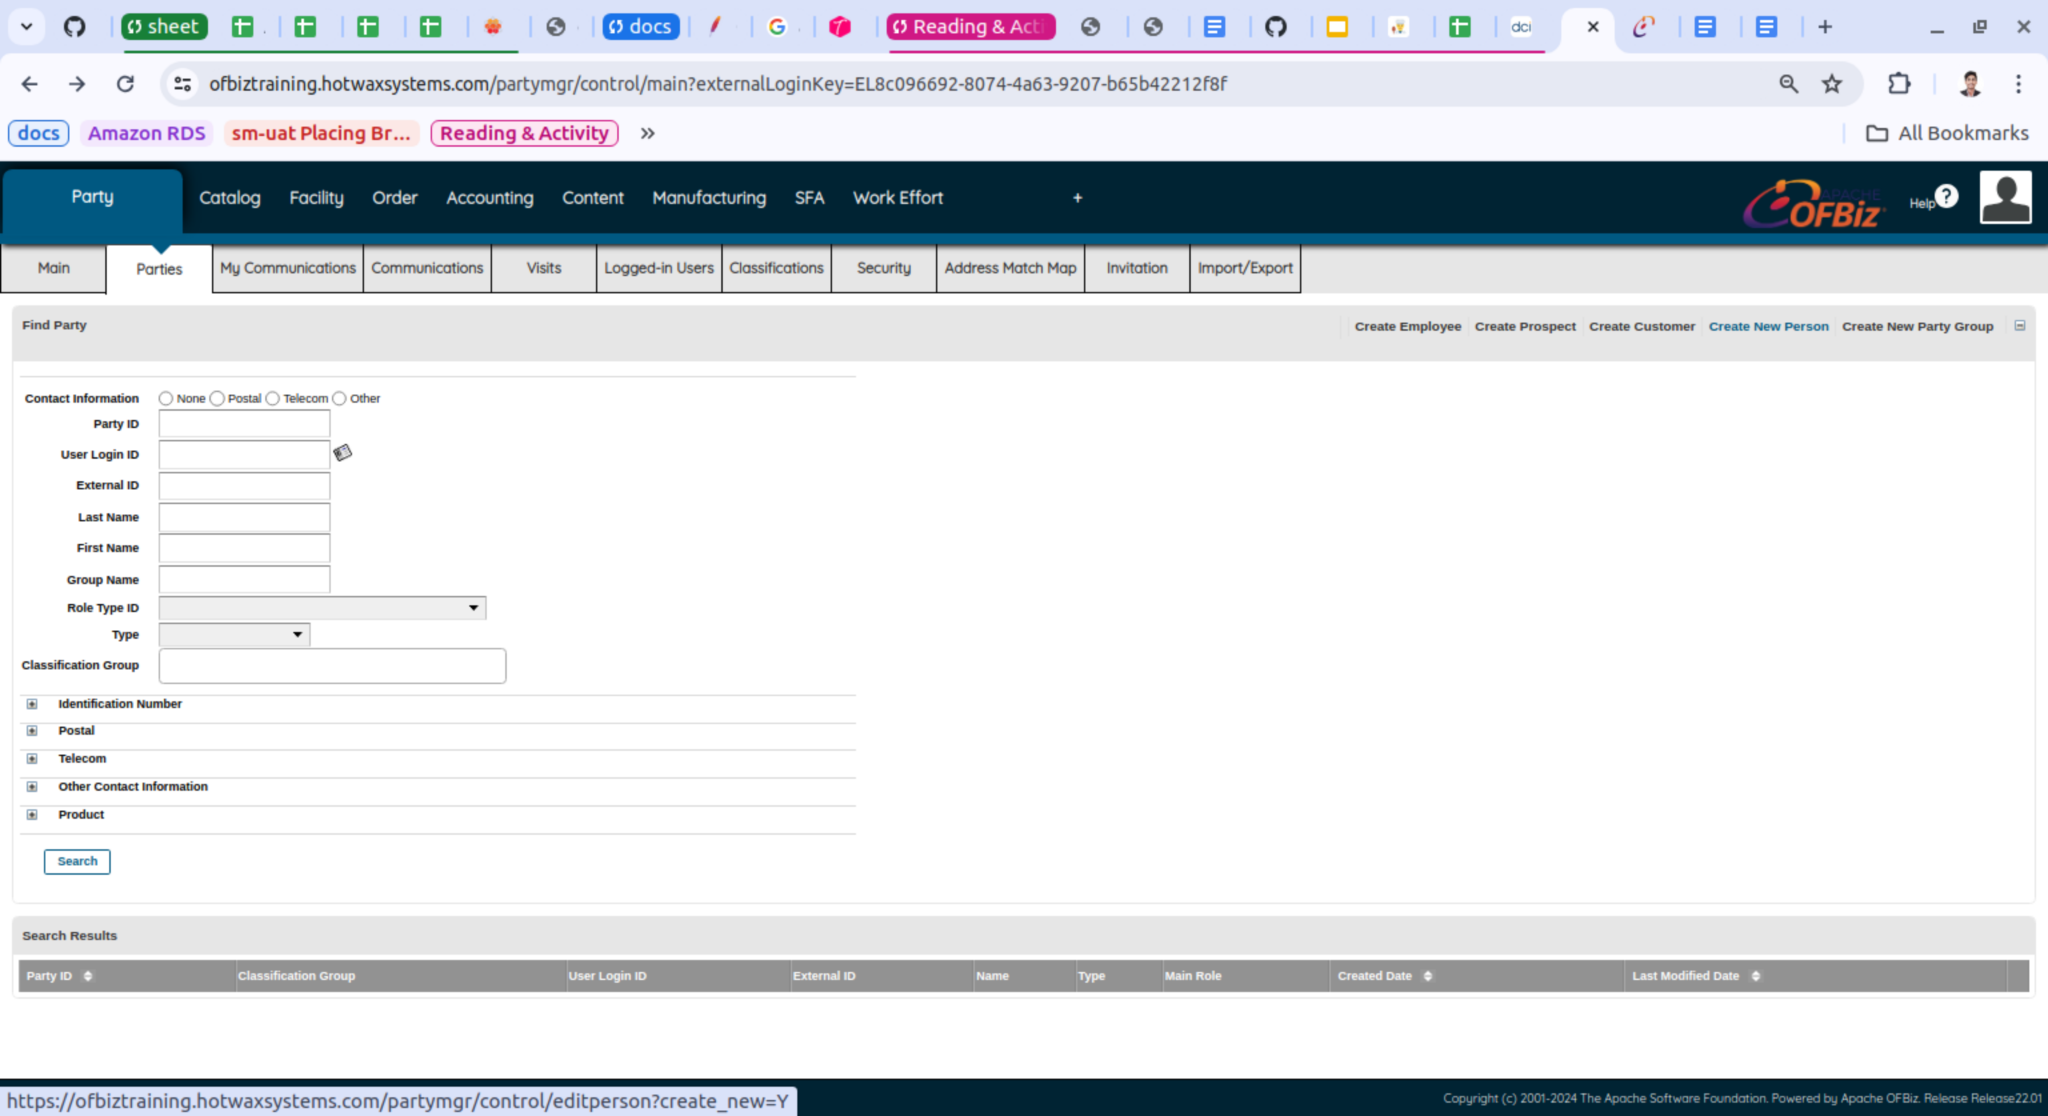 sheet docs Reading & Acti dci
ofbiztraining.hotwaxsystems.com/partymgr/control/main?externalLoginKey=EL8c096692-8074-4a63-9207-b65b42212f8f
docs Amazon RDS sm-uat Placing Br... Reading & Activity » All Bookmarks
Party Catalog Facility Order Accounting Content Manufacturing SFA Work Effort + APACHE OFBiz Help ?
Main Parties My Communications Communications Visits Logged-in Users Classifications Security Address Match Map Invitation Import/Export
Find Party Create Employee Create Prospect Create Customer Create New Person Create New Party Group
Contact Information None Postal Telecom Other
Party ID
User Login ID
External ID
Last Name
First Name
Group Name
Role Type ID
Type
Classification Group
Identification Number
Postal
Telecom
Other Contact Information
Product
Search
Search Results
Party ID Classification Group User Login ID External ID Name Type Main Role Created Date Last Modified Date
https://ofbiztraining.hotwaxsystems.com/partymgr/control/editperson?create_new=Y
Copyright (c) 2001-2024 The Apache Software Foundation. Powered by Apache OFBiz. Release Release22.01